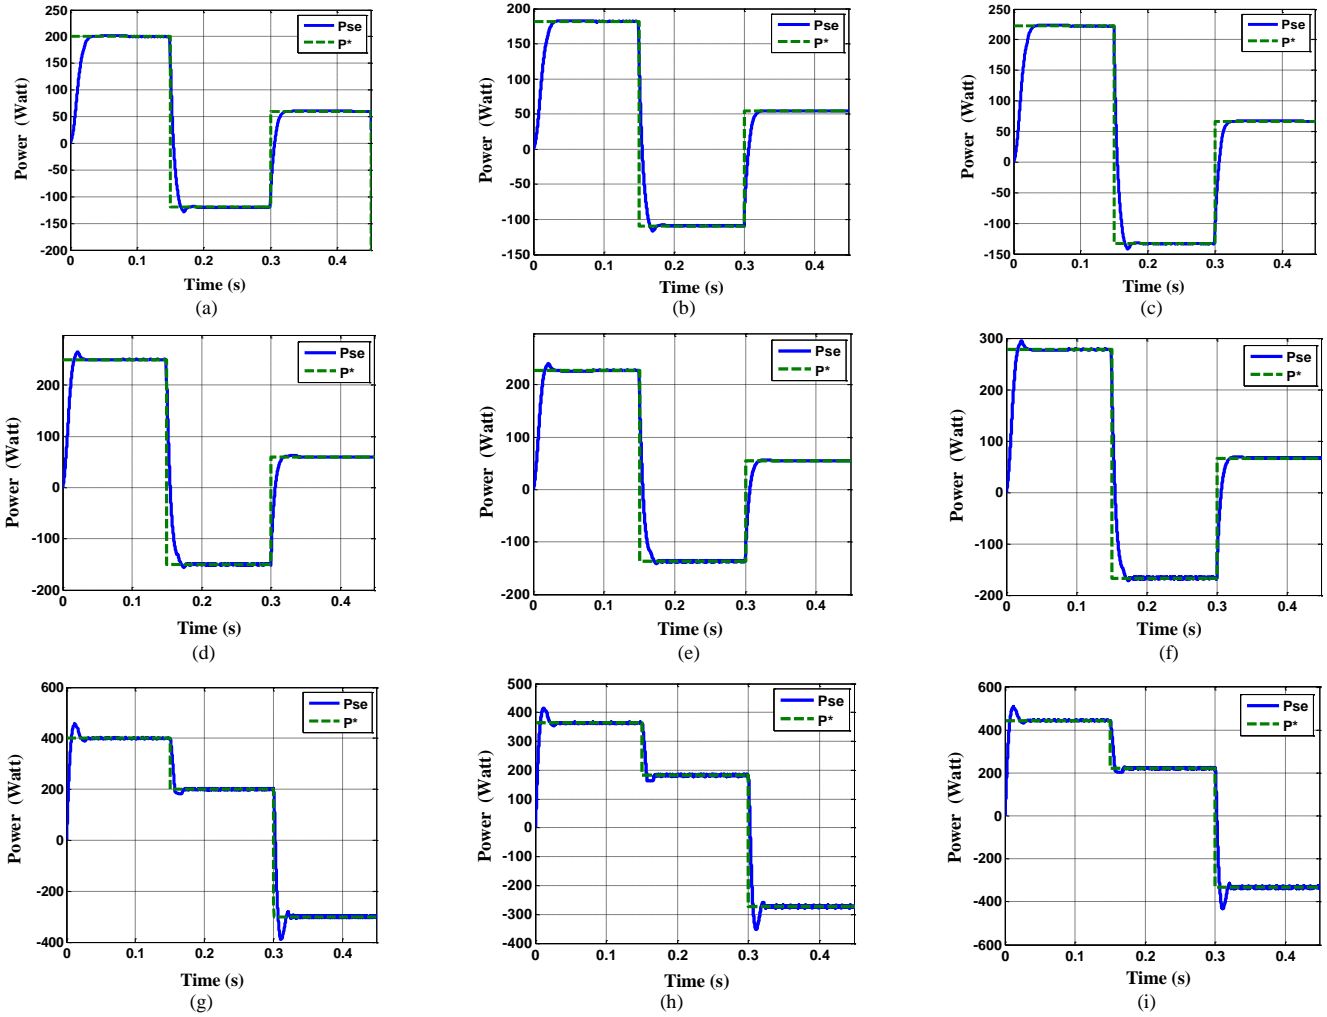 250
200
150
100
50
0
-50
-100
-150
-200
0
0.1
0.2
0.3
0.4
Power (Watt)
Time (s)
Pse
P*
(a)
200
150
100
50
0
-50
-100
-150
0
0.1
0.2
0.3
0.4
Power (Watt)
Time (s)
Pse
P*
(b)
250
200
150
100
50
0
-50
-100
-150
0
0.1
0.2
0.3
0.4
Power (Watt)
Time (s)
Pse
P*
(c)
200
100
0
-100
-200
0
0.1
0.2
0.3
0.4
Power (Watt)
Time (s)
Pse
P*
(d)
200
100
0
-100
-200
0
0.1
0.2
0.3
0.4
Power (Watt)
Time (s)
Pse
P*
(e)
300
200
100
0
-100
-200
0
0.1
0.2
0.3
0.4
Power (Watt)
Time (s)
Pse
P*
(f)
600
400
200
0
-200
-400
0
0.1
0.2
0.3
0.4
Power (Watt)
Time (s)
Pse
P*
(g)
500
400
300
200
100
0
-100
-200
-300
-400
0
0.1
0.2
0.3
0.4
Power (Watt)
Time (s)
Pse
P*
(h)
600
400
200
0
-200
-400
-600
0
0.1
0.2
0.3
0.4
Power (Watt)
Time (s)
Pse
P*
(i)